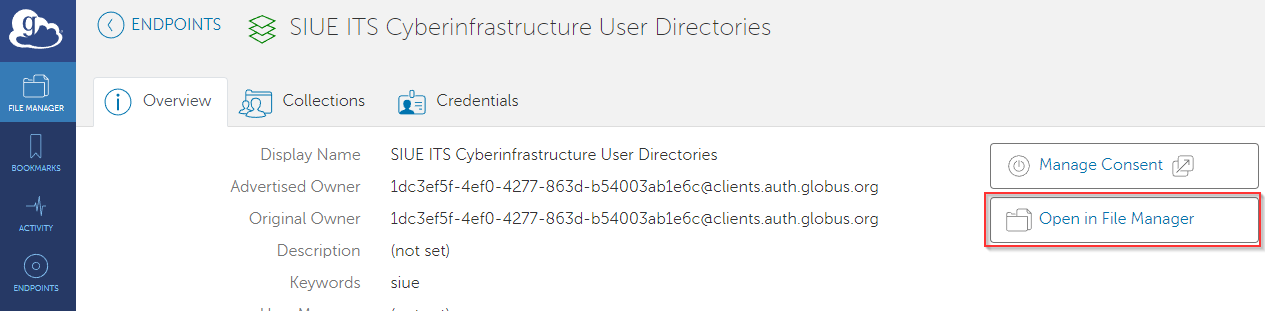 ENDPOINTS
SIUE ITS Cyberinfrastructure User Directories
FILE MANAGER
Overview
Collections
Credentials
BOOKMARKS
ACTIVITY
ENDPOINTS
Display Name SIUE ITS Cyberinfrastructure User Directories
Advertised Owner 1dc3ef5f-4ef0-4277-863d-b54003ab1e6c@clients.auth.globus.org
Original Owner 1dc3ef5f-4ef0-4277-863d-b54003ab1e6c@clients.auth.globus.org
Description (not set)
Keywords siue
Manage Consent
Open in File Manager